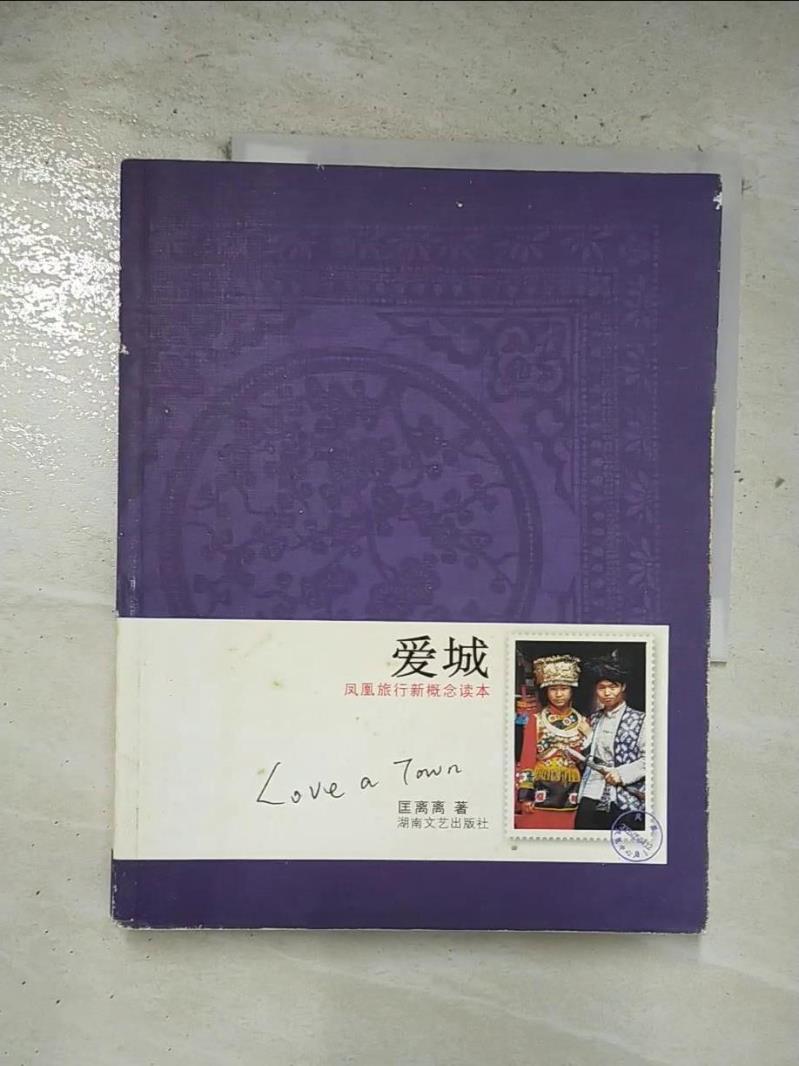 爱城
凤凰旅行新概念读本
Love a Town
匡离离 著
湖南文艺出版社